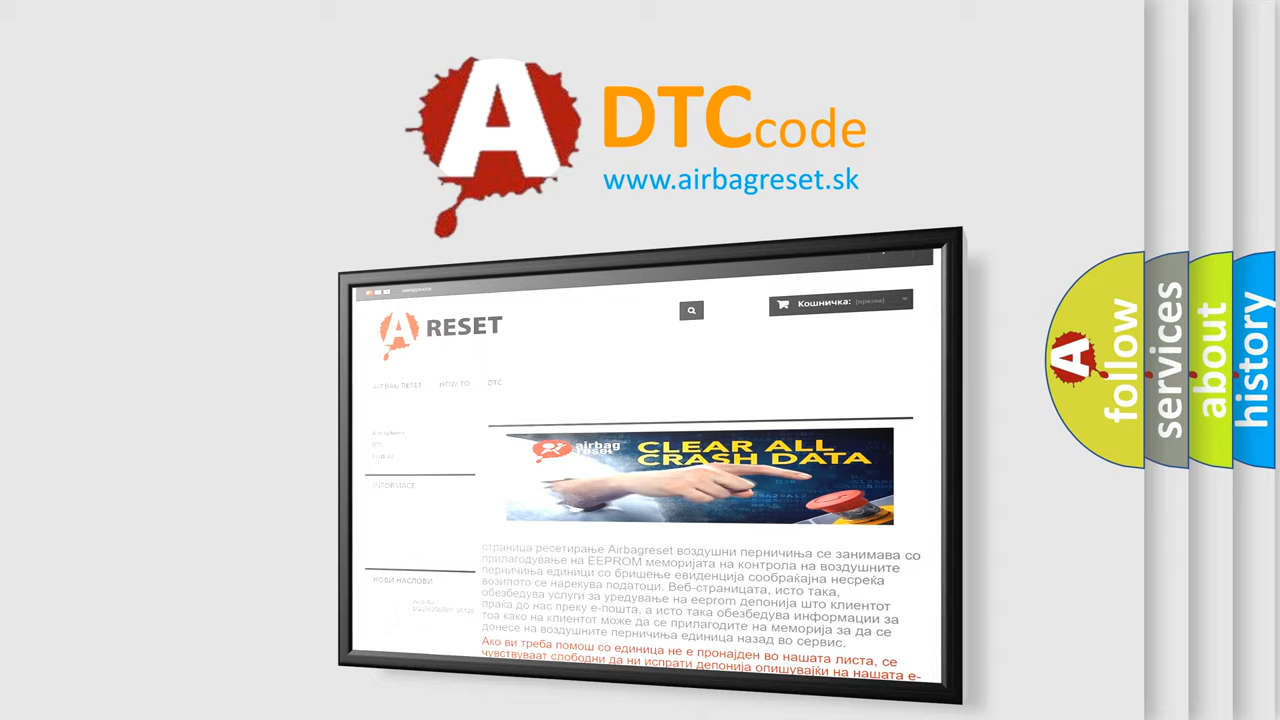 A DTC code
www.airbagreset.sk
A RESET
Кошничка: (празна)
AIRBAG RESET HOW TO DTC
INFORMACE
airbag reset
CLEAR ALL
CRASH DATA
страница ресетирање Airbagreset воздушни перничиња се занимава со
прилагодување на EEPROM меморијата на контрола на воздушните
перничиња единици со бришење евиденција сообраќајна несреќа
возилото се нарекува податоци. Веб-страницата, исто така,
обезбедува услуги за уредување на eeprom депонија што клиентот
праќа до нас преку е-пошта, а исто така обезбедува информации за
тоа како на клиентот може да се прилагодите на меморија за да се
донесе на воздушните перничиња единица назад во сервис.
Ако ви треба помош со единица не е пронајден во нашата листа, се
чувствуваат слободни да ни испрати депонија опишувајќи на нашата е-
НОВИ НАСЛОВИ
A follow
services
about
history